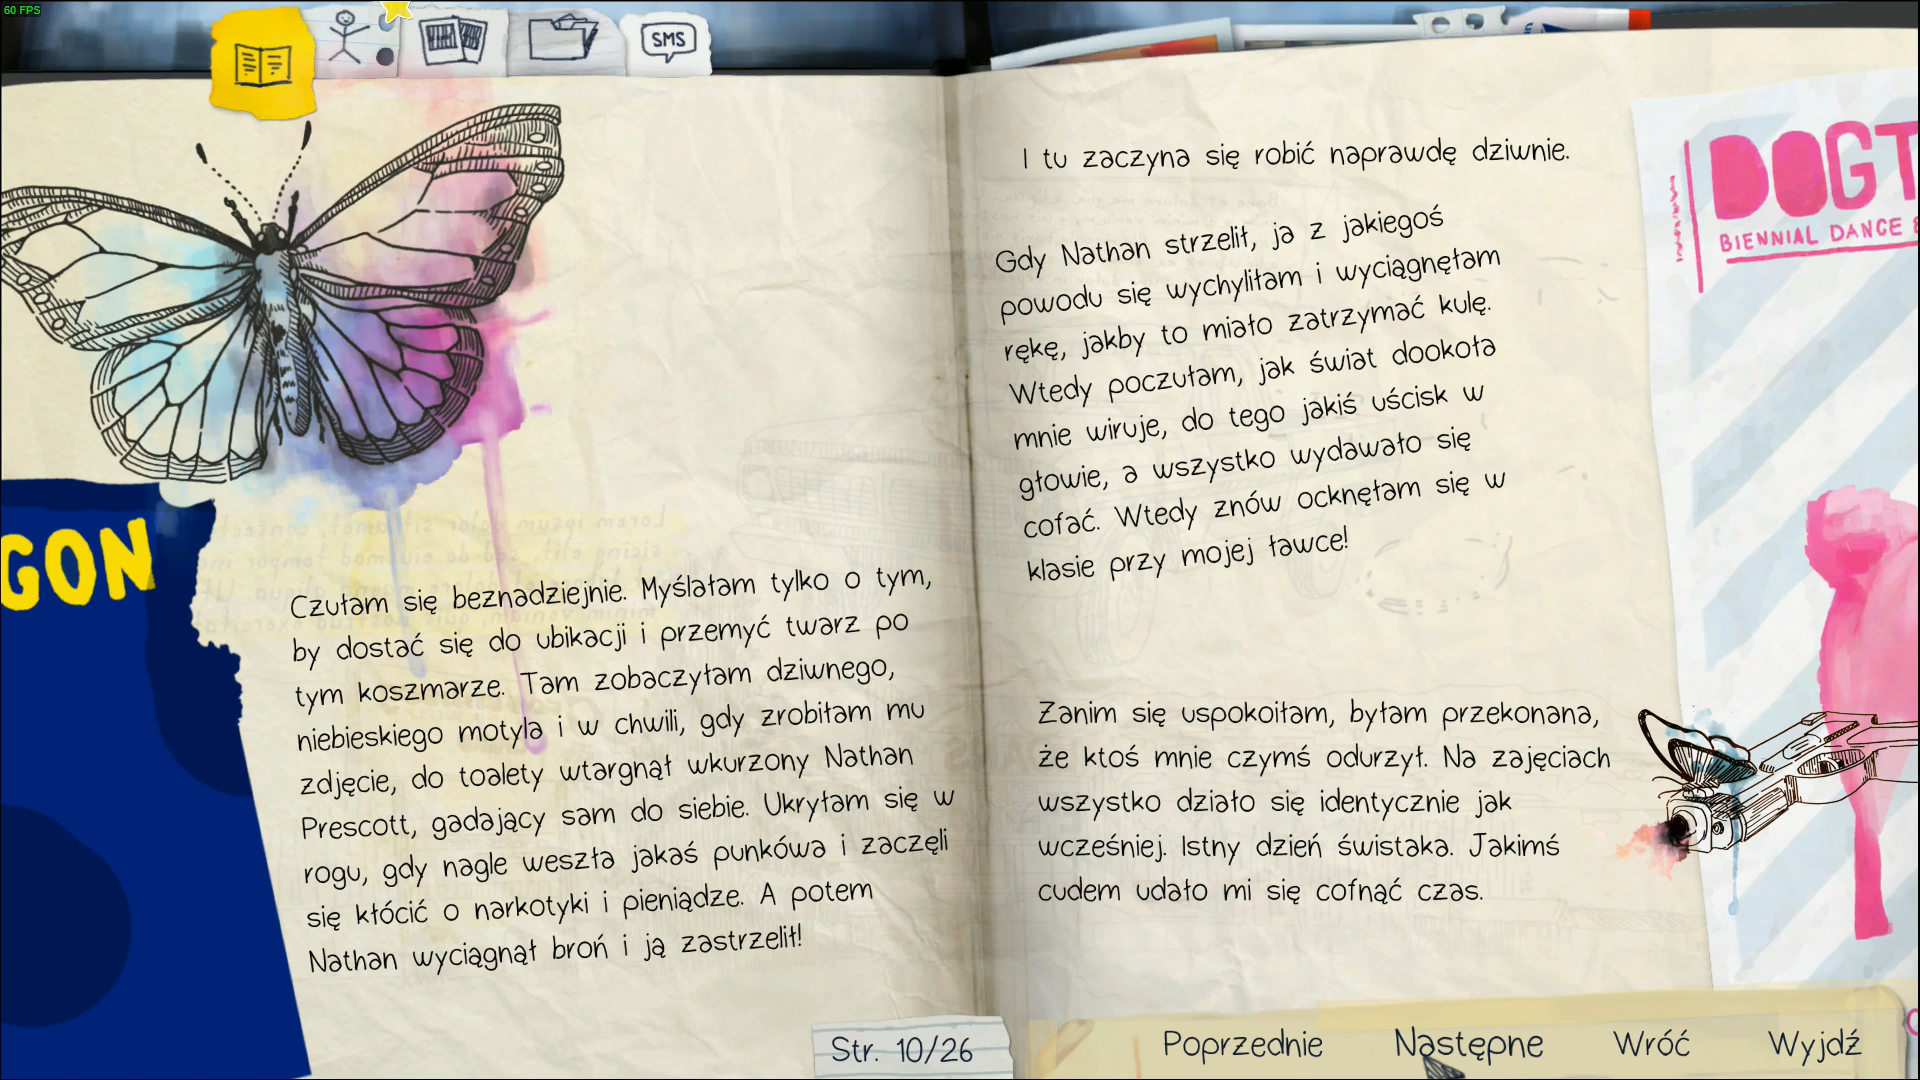 60 FPS
SMS
GON
Czułam się beznadziejnie. Myślałam tylko o tym,
by dostać się do ubikacji i przemyć twarz po
tym koszmarze. Tam zobaczyłam dziwnego,
niebieskiego motyla i w chwili, gdy zrobiłam mu
zdjęcie, do toalety wtargnął wkurzony Nathan
Prescott, gadający sam do siebie. Ukryłam się w
rogu, gdy nagle weszła jakaś punkówa i zaczęli
się kłócić o narkotyki i pieniądze. A potem
Nathan wyciągnął broń i ją zastrzelił!
I tu zaczyna się robić naprawdę dziwnie.
Gdy Nathan strzelił, ja z jakiegoś
powodu się wychyliłam i wyciągnęłam
rękę, jakby to miało zatrzymać kulę.
Wtedy poczułam, jak świat dookoła
mnie wiruje, do tego jakiś uścisk w
głowie, a wszystko wydawało się
cofać. Wtedy znów ocknęłam się w
klasie przy mojej ławce!
Zanim się uspokoiłam, byłam przekonana,
że ktoś mnie czymś odurzył. Na zajęciach
wszystko działo się identycznie jak
wcześniej. Istny dzień świstaka. Jakimś
cudem udało mi się cofnąć czas.
DOGT
BIENNIAL DANCE &
Str. 10/26
Poprzednie Następne Wróć Wyjdź